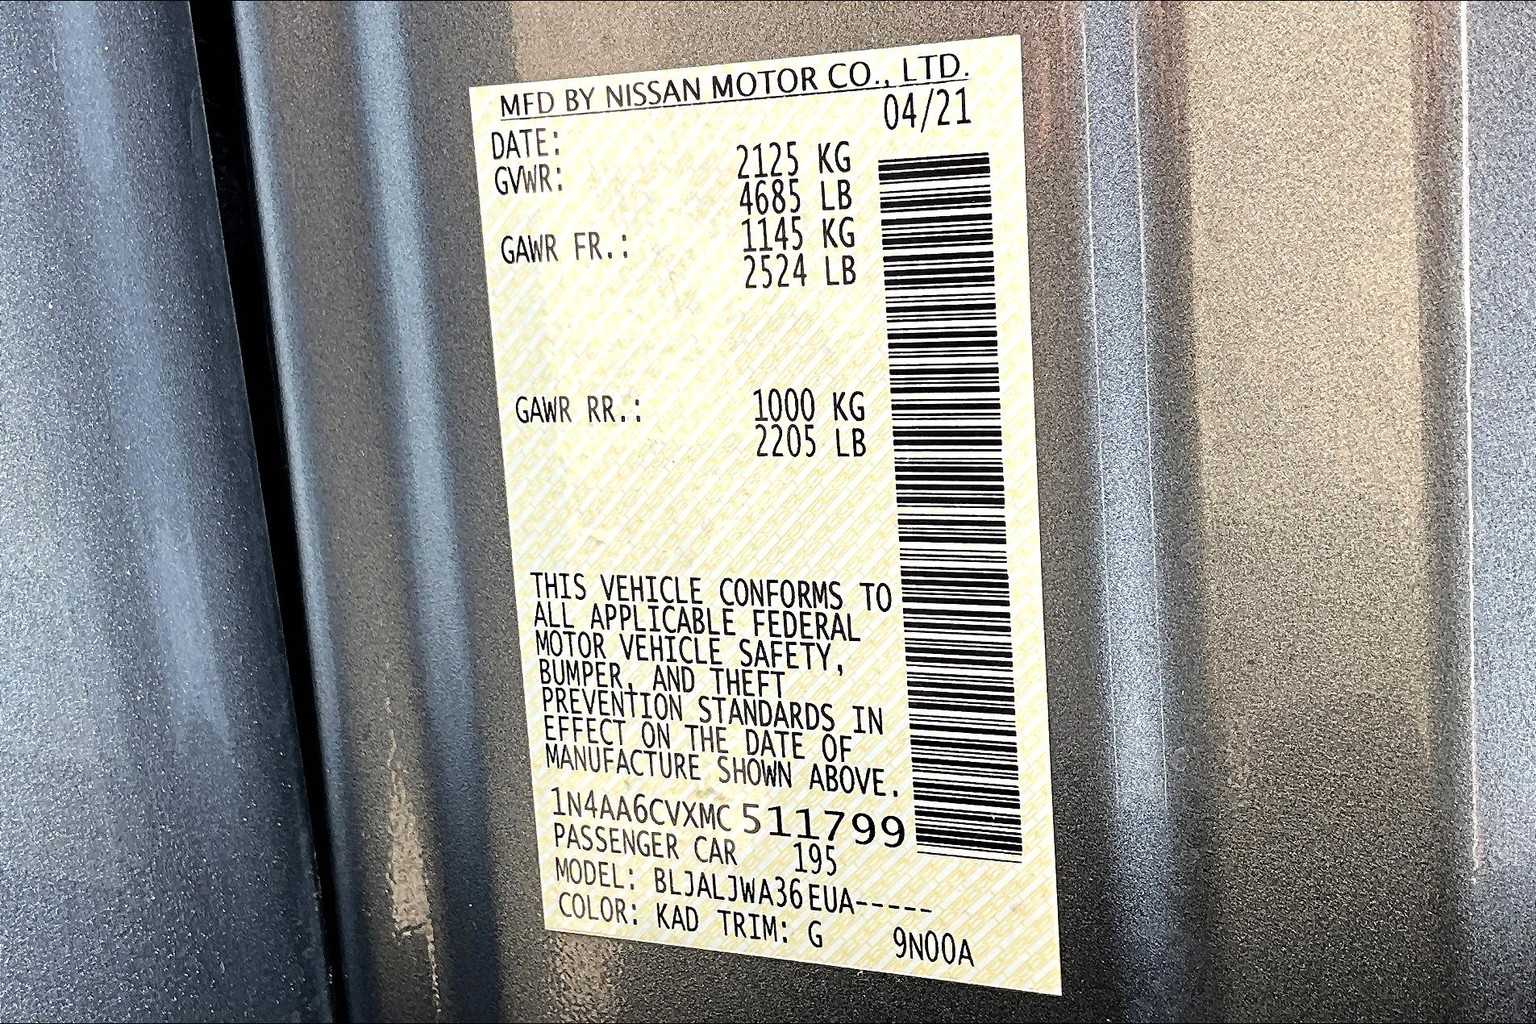 MFD BY NISSAN MOTOR CO., LTD.
DATE: 04/21
GVWR: 2125 KG
4685 LB
GAWR FR.: 1145 KG
2524 LB
GAWR RR.: 1000 KG
2205 LB
THIS VEHICLE CONFORMS TO
ALL APPLICABLE FEDERAL
MOTOR VEHICLE SAFETY,
BUMPER, AND THEFT
PREVENTION STANDARDS IN
EFFECT ON THE DATE OF
MANUFACTURE SHOWN ABOVE.
1N4AA6CVXMC 511799
PASSENGER CAR 195
MODEL: BLJALJWA36EUA-----
COLOR: KAD TRIM: G 9N00A